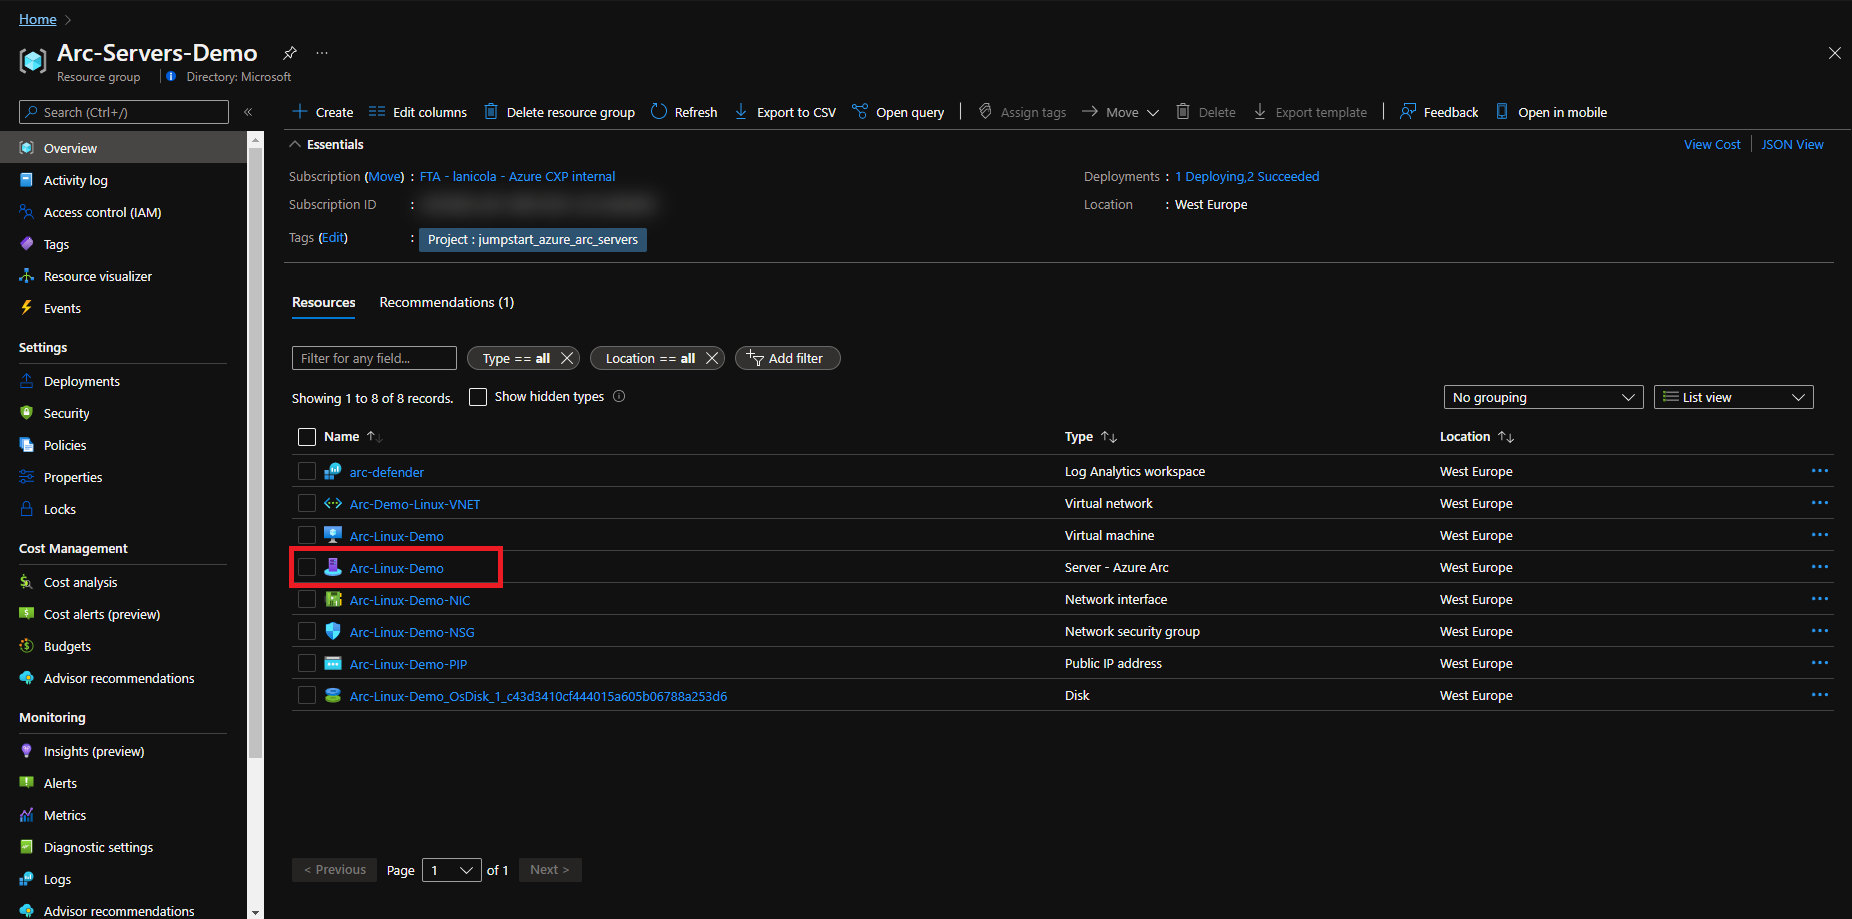 Home >
Arc-Servers-Demo
Resource group | Directory: Microsoft
Search (Ctrl+/)
«
Create
Edit columns
Delete resource group
Refresh
Export to CSV
Open query
Assign tags
Move
Delete
Export template
Feedback
Open in mobile
Overview
Activity log
Access control (IAM)
Tags
Resource visualizer
Events
Settings
Deployments
Security
Policies
Properties
Locks
Cost Management
Cost analysis
Cost alerts (preview)
Budgets
Advisor recommendations
Monitoring
Insights (preview)
Alerts
Metrics
Diagnostic settings
Logs
Advisor recommendations
Essentials
View Cost | JSON View
Subscription (Move) : FTA - lanicola - Azure CXP internal
Subscription ID :
Tags (Edit) : Project : jumpstart_azure_arc_servers
Deployments : 1 Deploying,2 Succeeded
Location : West Europe
Resources
Recommendations (1)
Filter for any field...
Type == all
Location == all
Add filter
Showing 1 to 8 of 8 records.
Show hidden types
No grouping
List view
Name Type Location
arc-defender Log Analytics workspace West Europe
Arc-Demo-Linux-VNET Virtual network West Europe
Arc-Linux-Demo Virtual machine West Europe
Arc-Linux-Demo Server - Azure Arc West Europe
Arc-Linux-Demo-NIC Network interface West Europe
Arc-Linux-Demo-NSG Network security group West Europe
Arc-Linux-Demo-PIP Public IP address West Europe
Arc-Linux-Demo_OsDisk_1_c43d3410cf444015a605b06788a253d6 Disk West Europe
< Previous Page 1 of 1 Next >